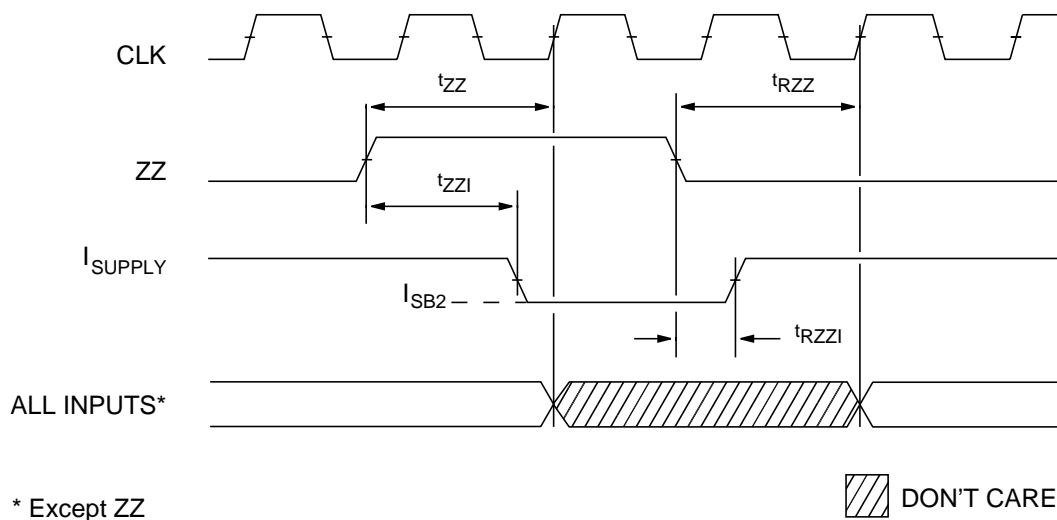 CLK
tZZ
tRZZ
ZZ
tZZI
ISUPPLY
ISB2
tRZZI
ALL INPUTS*
* Except ZZ
DON'T CARE